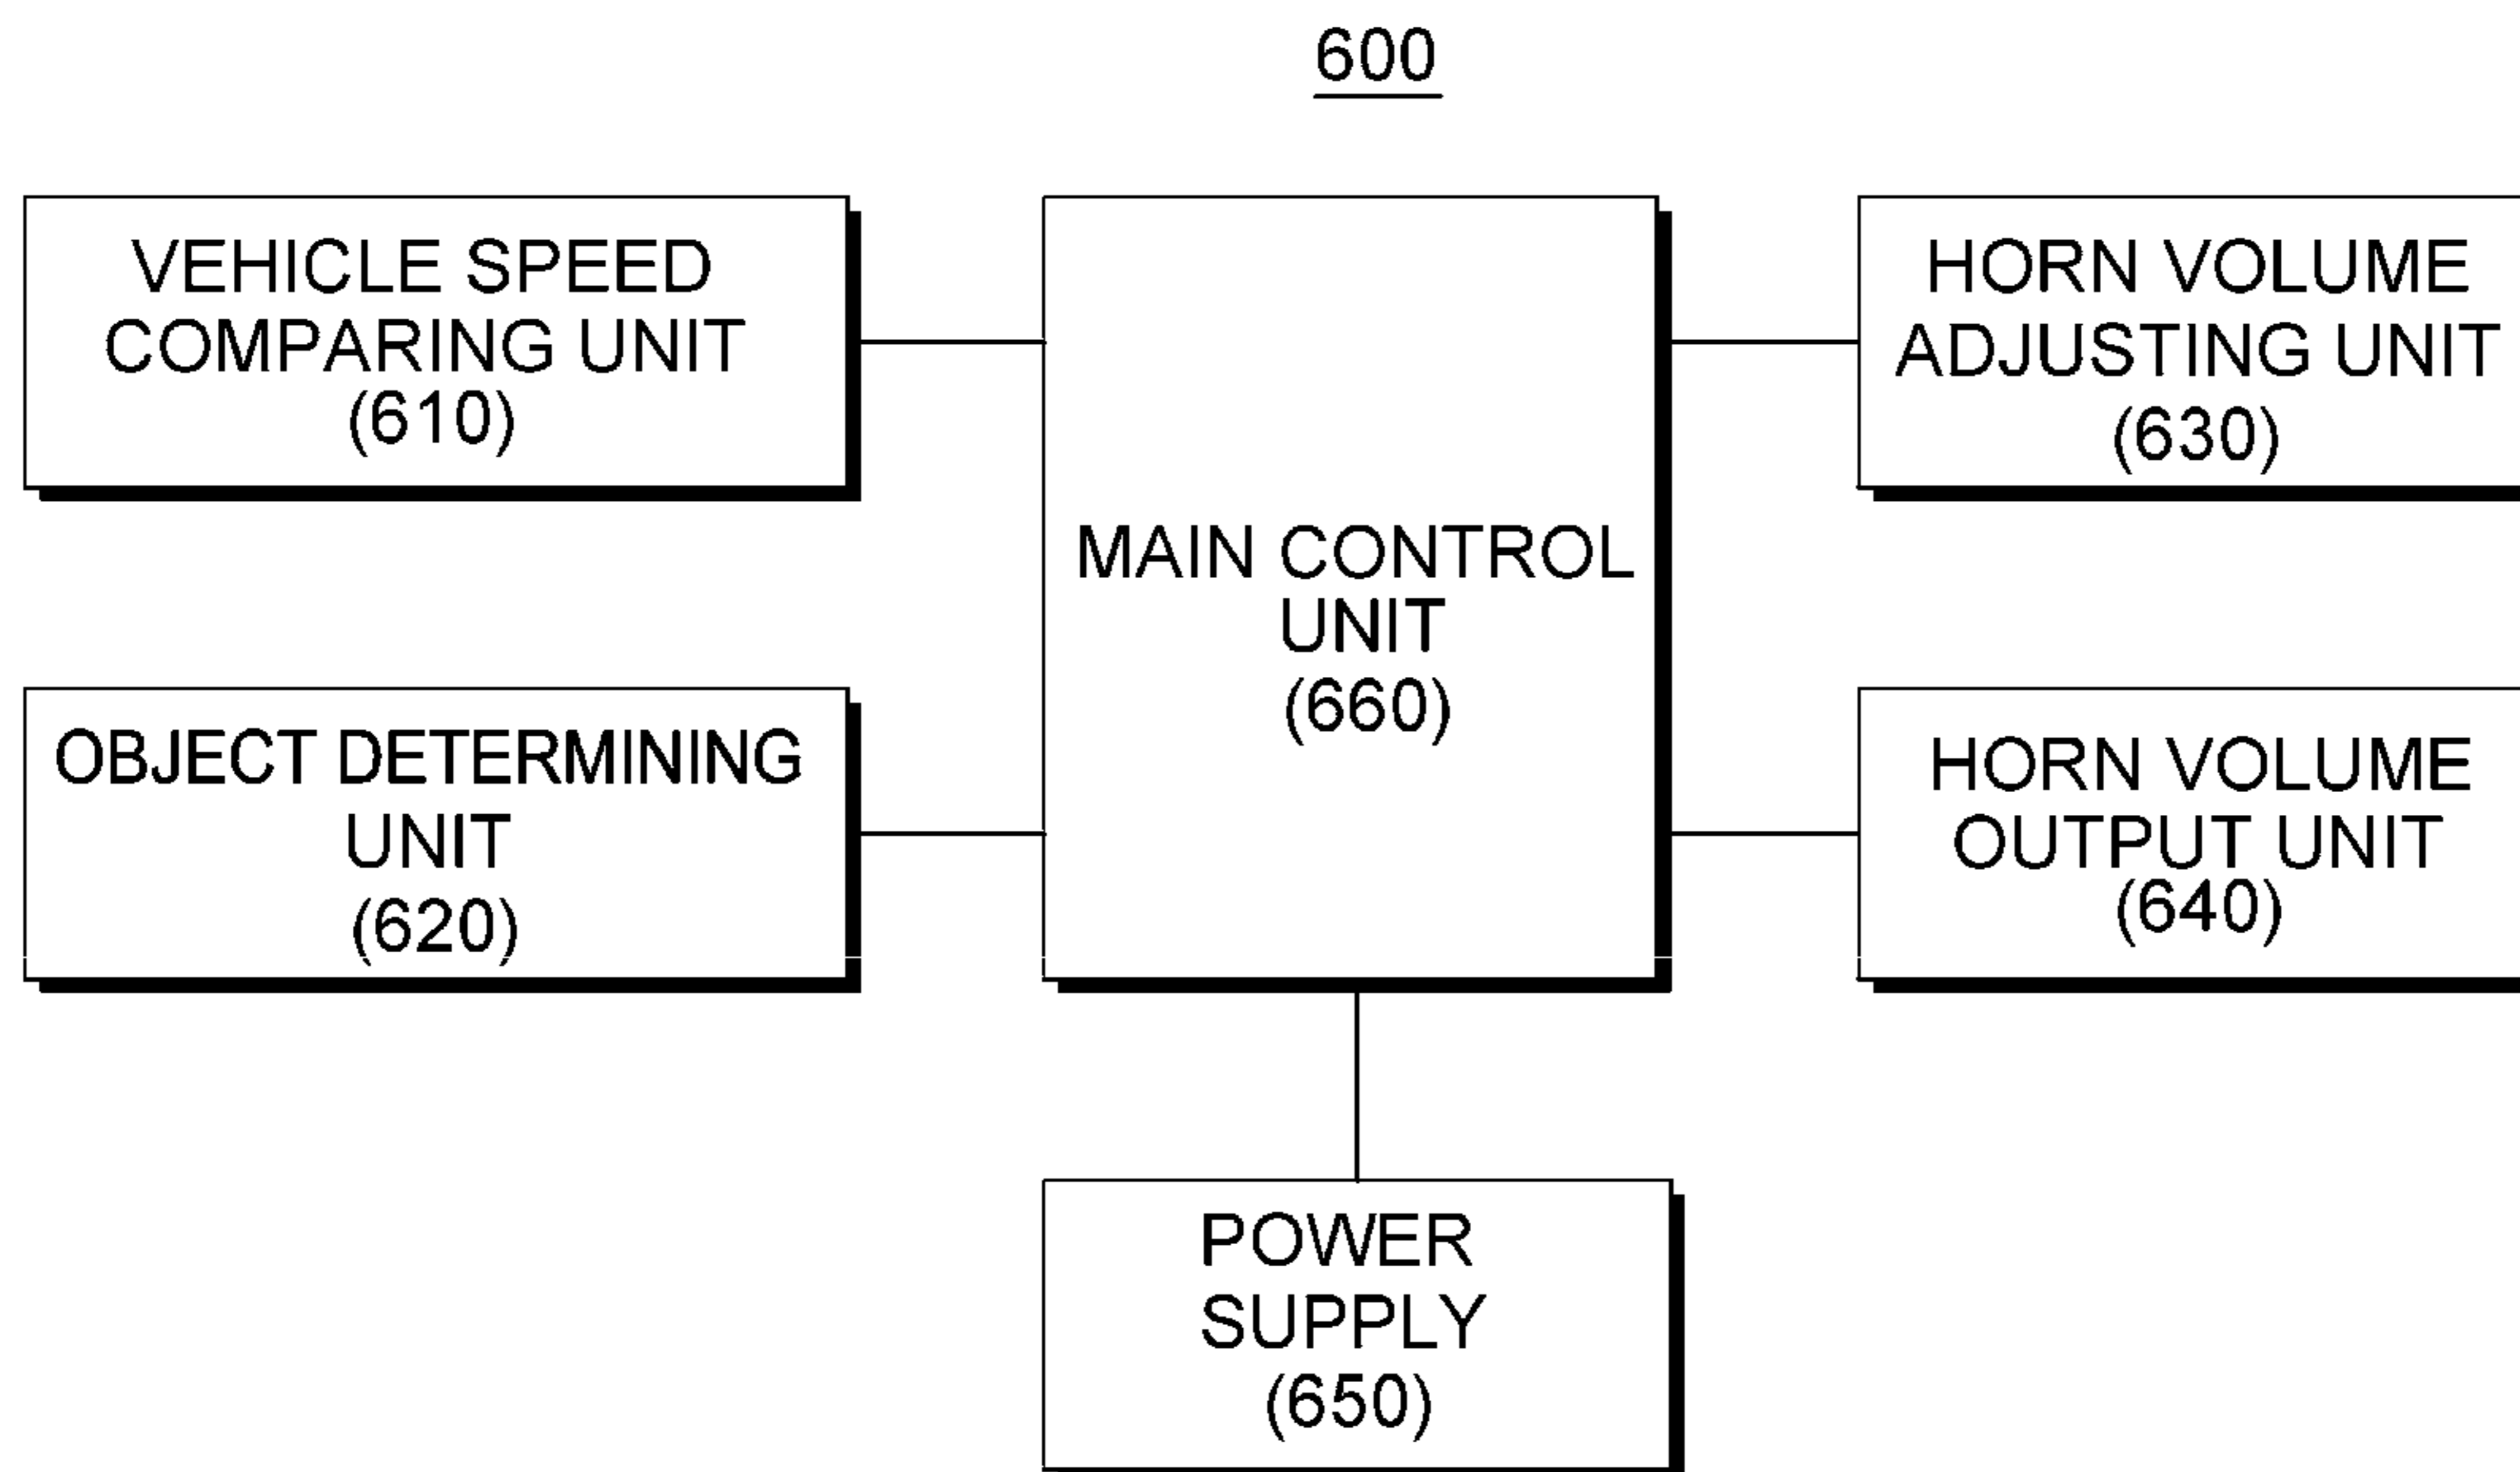 600
VEHICLE SPEED
COMPARING UNIT
(610)
OBJECT DETERMINING
UNIT
(620)
MAIN CONTROL
UNIT
(660)
HORN VOLUME
ADJUSTING UNIT
(630)
HORN VOLUME
OUTPUT UNIT
(640)
POWER
SUPPLY
(650)